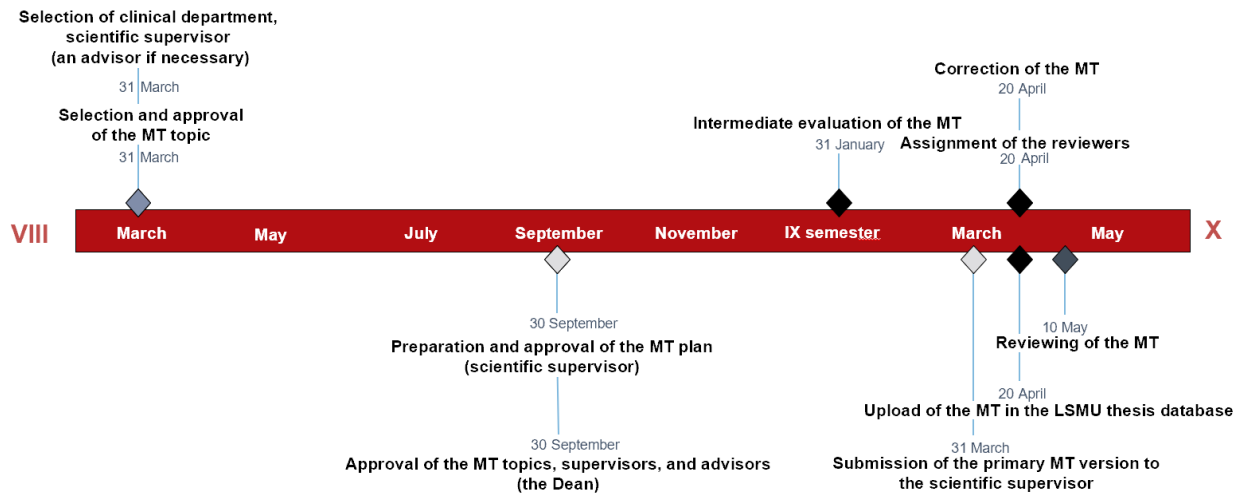 Selection of clinical department,
scientific supervisor
(an advisor if necessary)
31 March
Selection and approval
of the MT topic
31 March
Correction of the MT
20 April
Intermediate evaluation of the MT
31 January
Assignment of the reviewers
20 April
VIII
March
May
July
September
November
IX semester
March
May
X
30 September
Preparation and approval of the MT plan
(scientific supervisor)
30 September
Approval of the MT topics, supervisors, and advisors
(the Dean)
10 May
Reviewing of the MT
20 April
Upload of the MT in the LSMU thesis database
31 March
Submission of the primary MT version to
the scientific supervisor